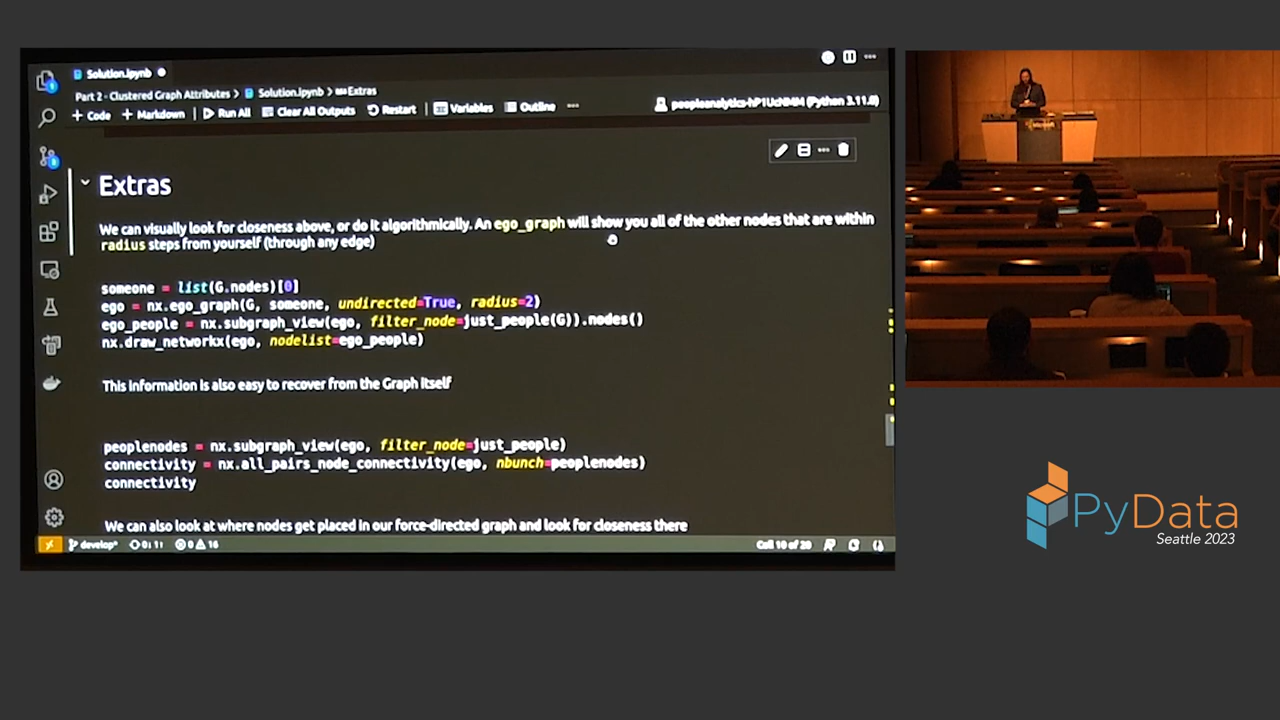 Solution.ipynb
Part 2 - Clustered Graph Attributes > Solution.ipynb > Extras
+ Code + Markdown | Run All Clear All Outputs Restart | Variables Outline ...
peopleanalytics-hP1UcNMM (Python 3.11.8)
Extras
We can visually look for closeness above, or do it algorithmically. An ego_graph will show you all of the other nodes that are within
radius steps from yourself (through any edge)
someone = list(G.nodes)[0]
ego = nx.ego_graph(G, someone, undirected=True, radius=2)
ego_people = nx.subgraph_view(ego, filter_node=just_people(G)).nodes()
nx.draw_networkx(ego, nodelist=ego_people)
This information is also easy to recover from the Graph itself
peoplenodes = nx.subgraph_view(ego, filter_node=just_people)
connectivity = nx.all_pairs_node_connectivity(ego, nbunch=peoplenodes)
connectivity
We can also look at where nodes get placed in our force-directed graph and look for closeness there
develop* 0↓ 1↑ 0 16
Cell 10 of 20
PyData
Seattle 2023